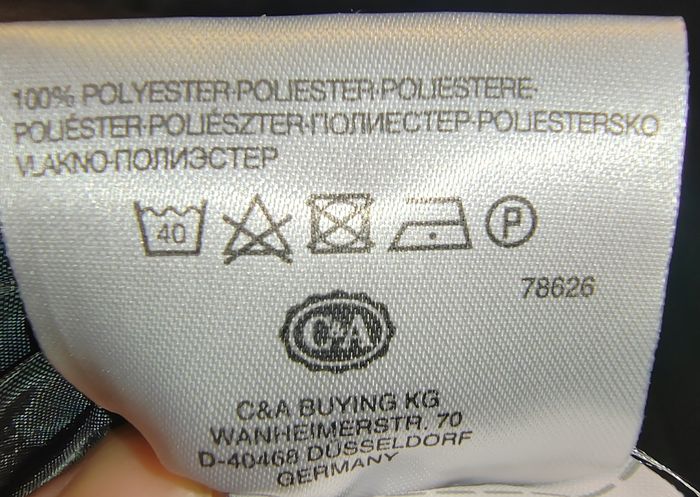 100% POLYESTER·POLIESTER·POLIESTERE·
POLIÉSTER·POLIÉSZTER·ПОЛИЕСТЕР·POLIESTERSKO
VLAKNO·ПОЛИЭСТЕР
40
P
78626
C&A
C&A BUYING KG
WANHEIMERSTR. 70
D-40468 DÜSSELDORF
GERMANY